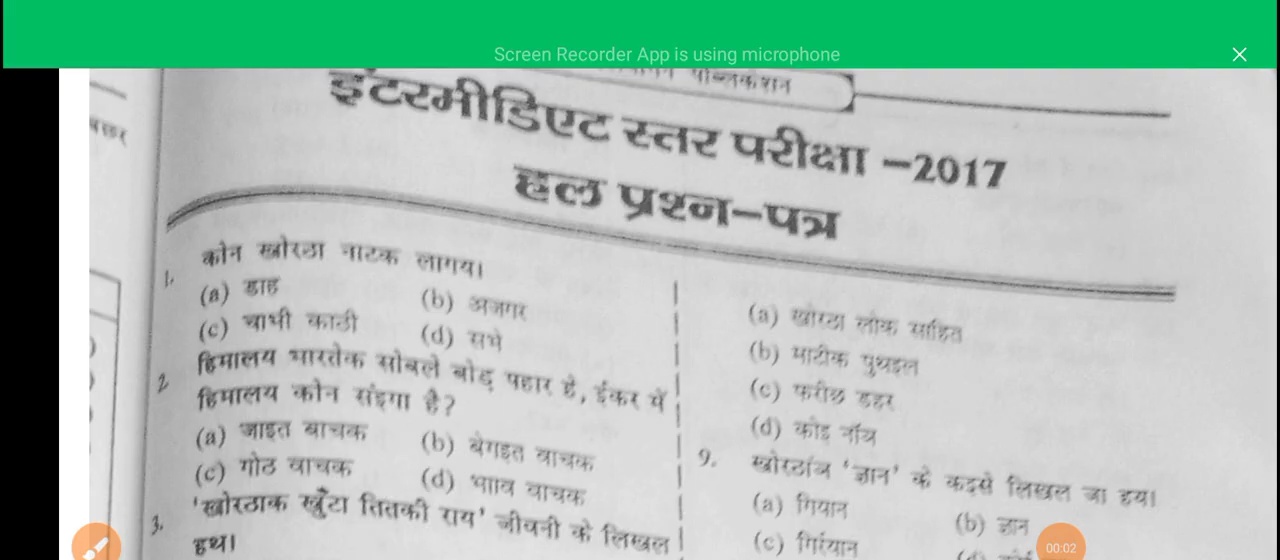 Screen Recorder App is using microphone
पब्लिकेशन
इंटरमीडिएट स्तर परीक्षा -2017
हल प्रश्न-पत्र
1. कोन खोरठा नाटक लागय।
(a) डाह (b) अजगर
(c) चाभी काठी (d) सभे
2. हिमालय भारतेक सोबले बोड़ पहार हे, ईकर में
हिमालय कोन संइगा है?
(a) जाइत बाचक (b) बेगइत वाचक
(c) गोठ वाचक (d) भााव वाचक
3. 'खोरठाक खुँटा तितकी राय' जीवनी के लिखल
हथ।
(a) खोरठा लोक साहित
(b) माटीक पुंथइल
(c) फरीछ डहर
(d) कोइ नाँय
9. खोरठांञ 'ज्ञान' के कइसे लिखल जा हय।
(a) गियान (b) ज्ञान
(c) गिर्रयान
00:02